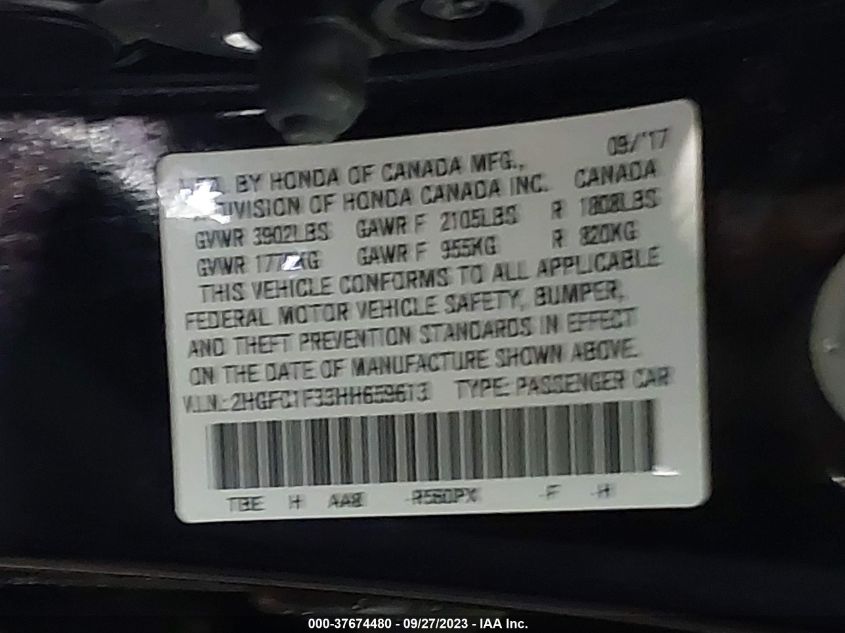 09/'17
BY HONDA OF CANADA MFG.,
DIVISION OF HONDA CANADA INC. CANADA
GVWR 3902LBS GAWR F 2105LBS R 1808LBS
GVWR GAWR F 955KG R 820KG
THIS VEHICLE CONFORMS TO ALL APPLICABLE
FEDERAL MOTOR VEHICLE SAFETY, BUMPER,
AND THEFT PREVENTION STANDARDS IN EFFECT
ON THE DATE OF MANUFACTURE SHOWN ABOVE.
V.I.N.: 2HGFC1F33HH659613 TYPE: PASSENGER CAR
TBE H R560PX F H
000-37674480 - 09/27/2023 - IAA Inc.